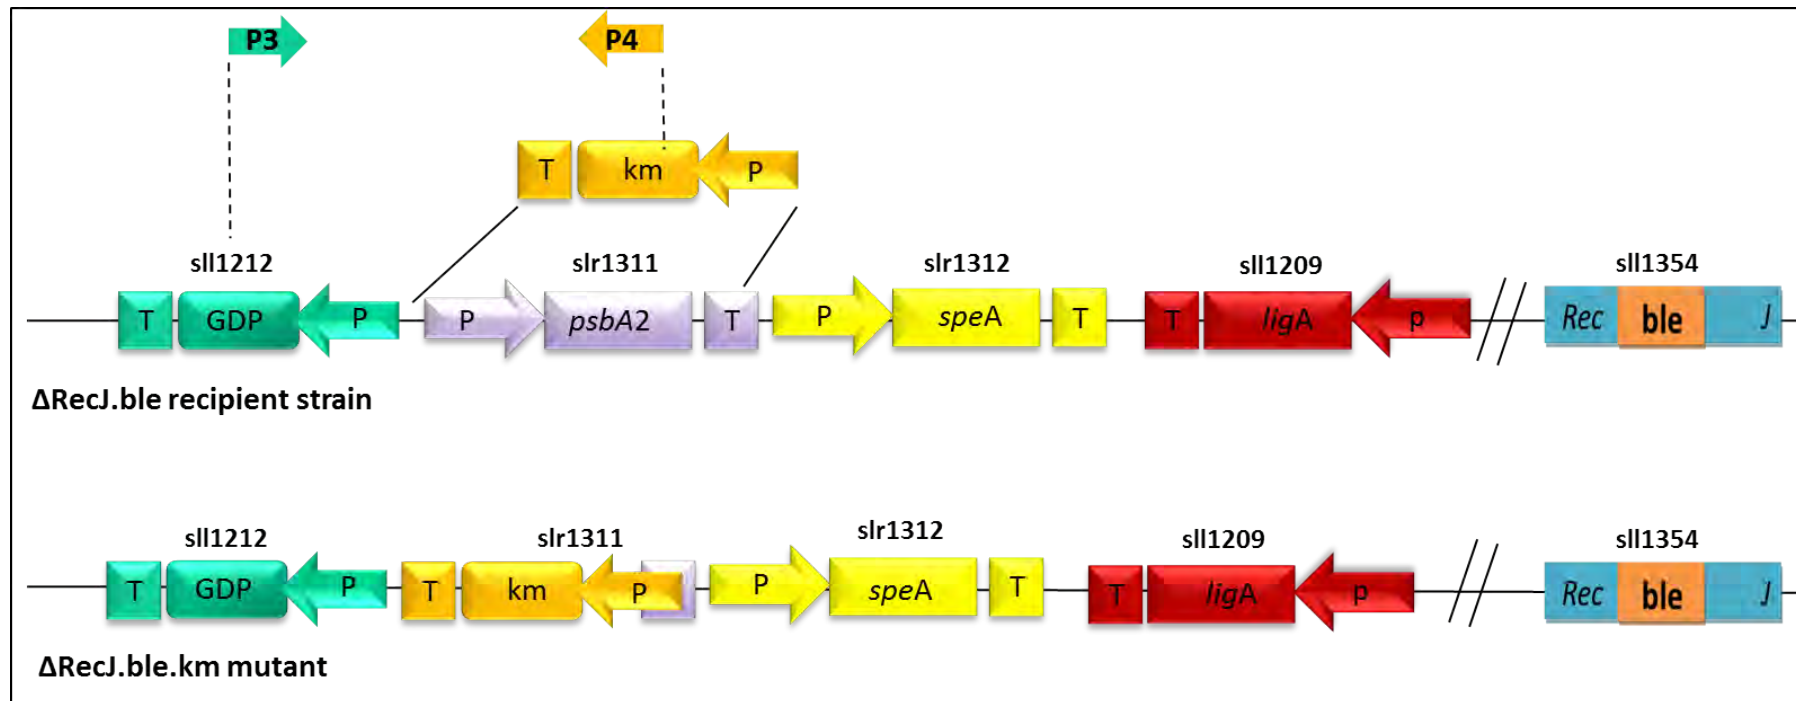 P3 P4
T km P
sll1212 slr1311 slr1312 sll1209 sll1354
T GDP P P psbA2 T P speA T T ligA p Rec ble J
ΔRecJ.ble recipient strain
sll1212 slr1311 slr1312 sll1209 sll1354
T GDP P T km P P speA T T ligA p Rec ble J
ΔRecJ.ble.km mutant